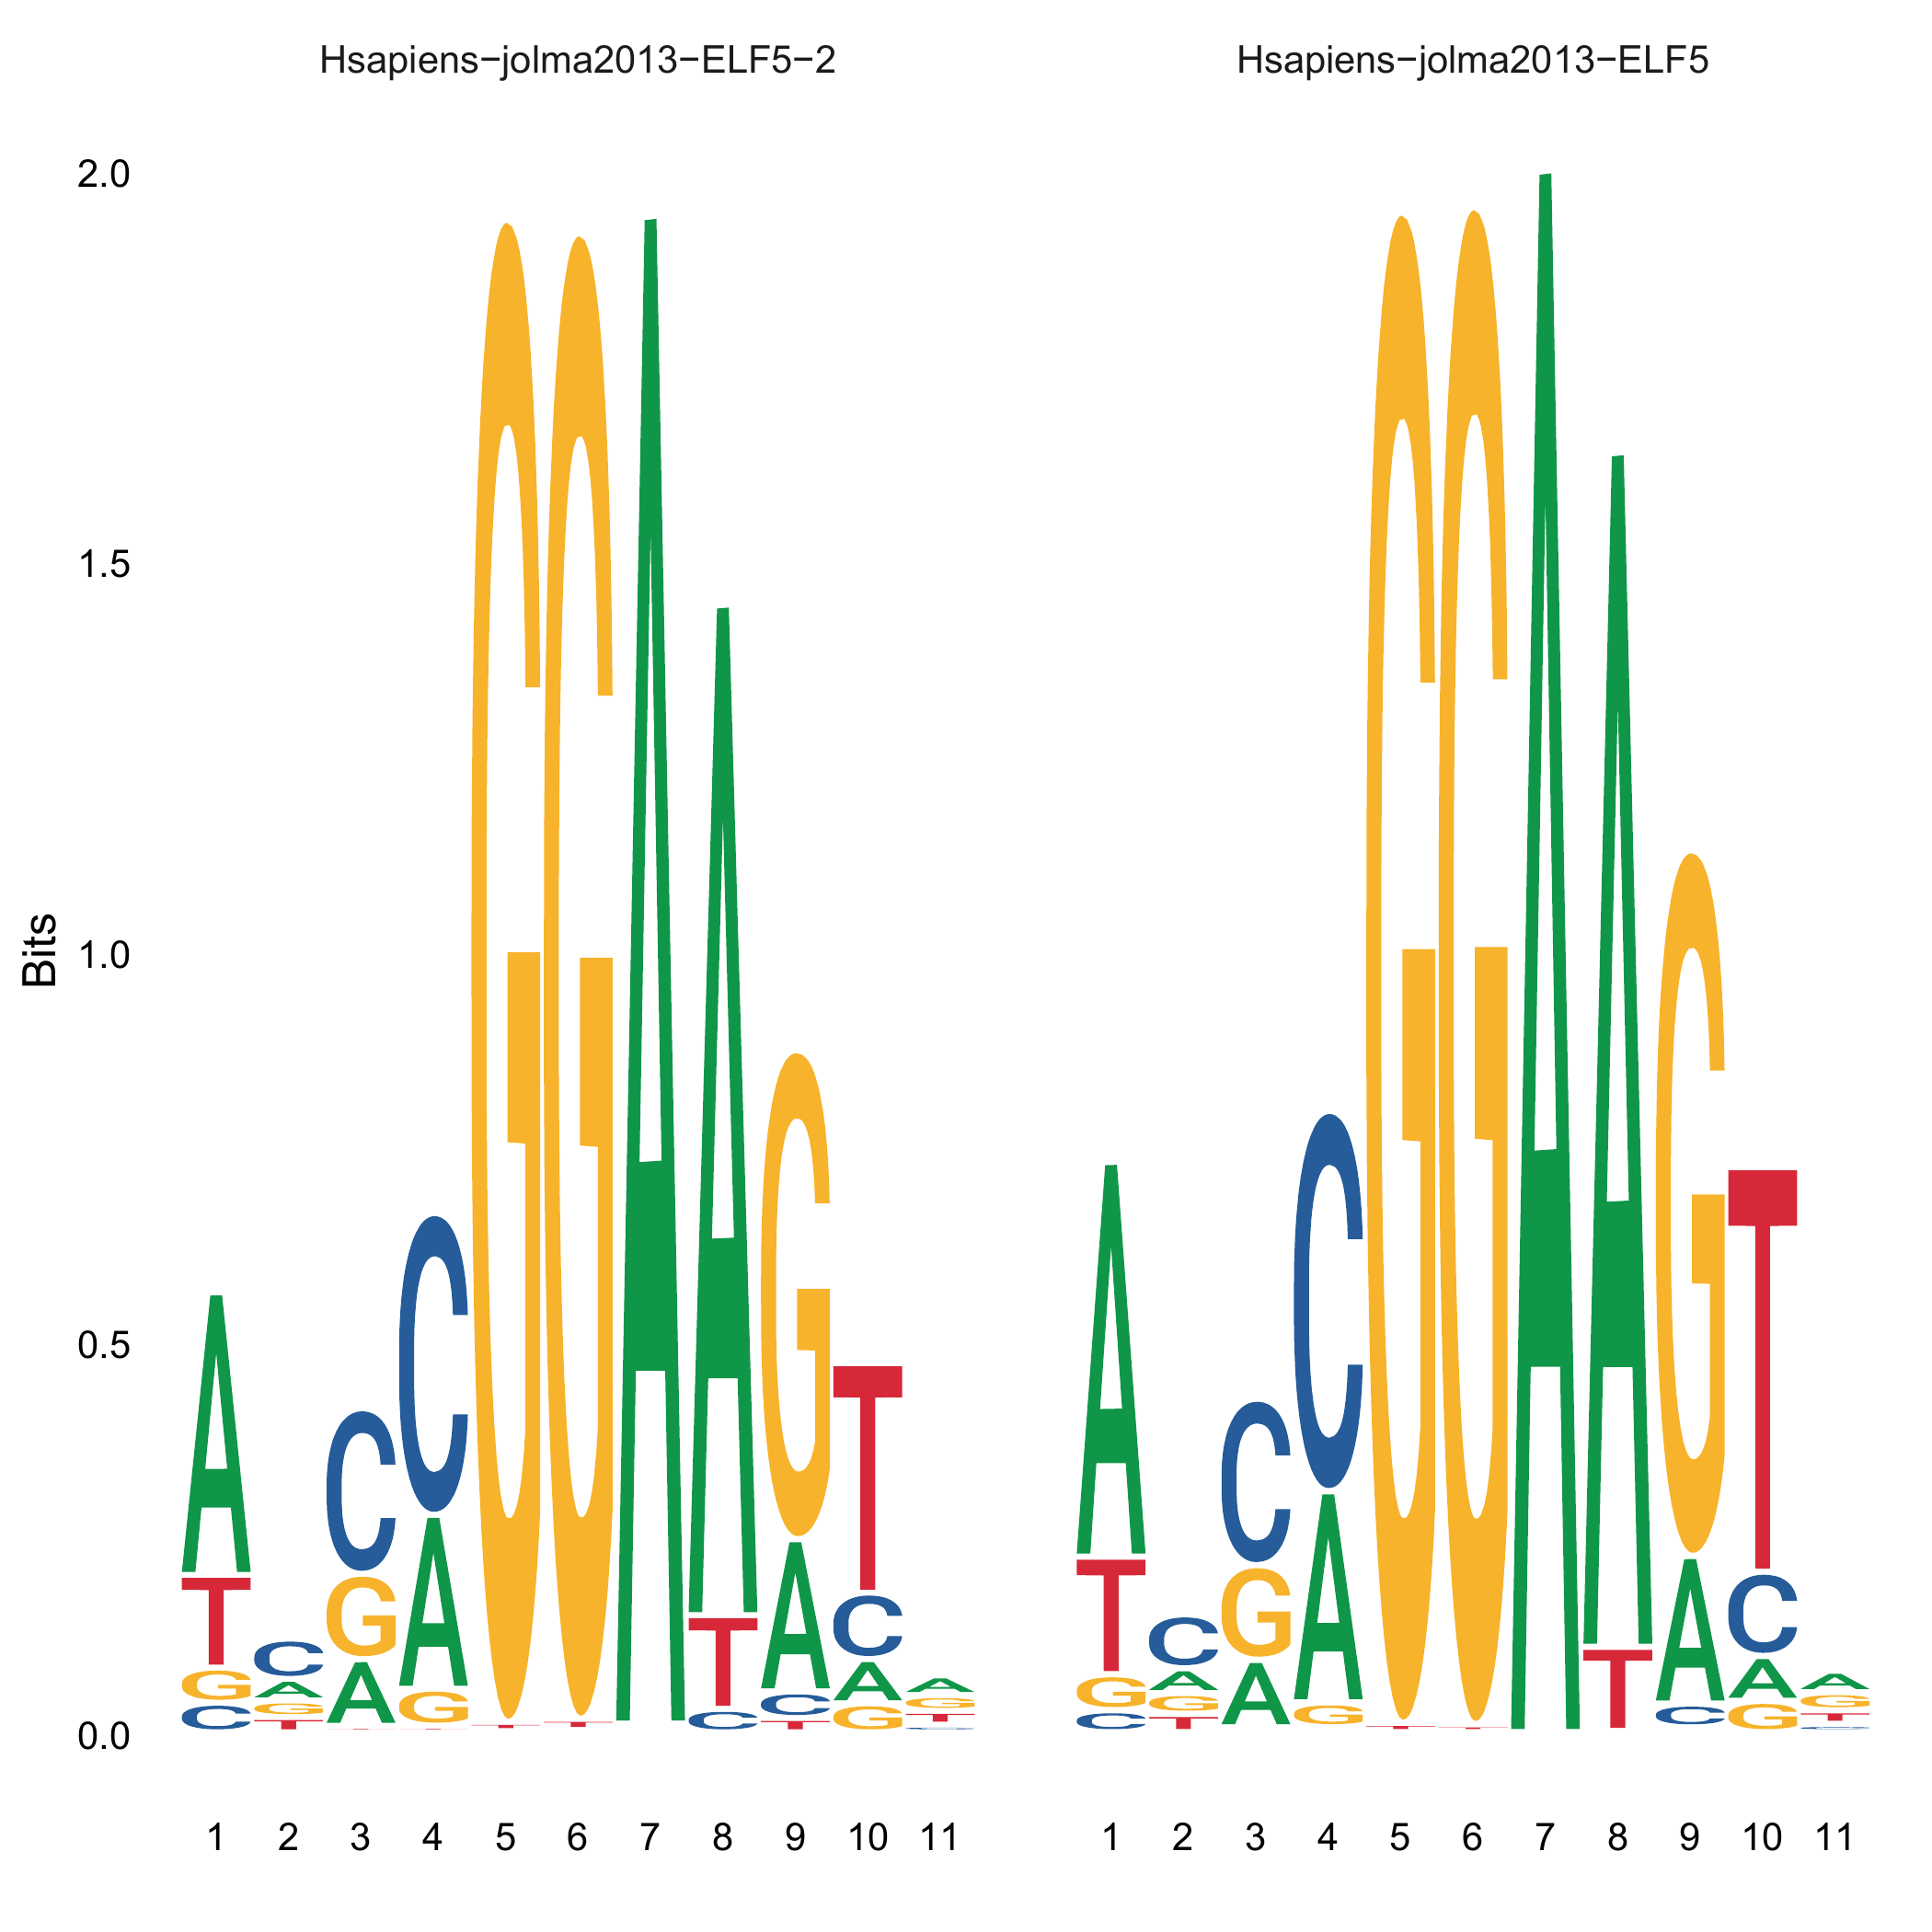 Hsapiens−jolma2013−ELF5−2 Hsapiens−jolma2013−ELF5
2.0
1.5
1.0
0.5
0.0
Bits
A T G C
C A G T
C G A
C A G
G T
G T
A
A T C
G A C T
T C A G
A G T C
A T G C
C A G T
C G A
C A G
G T
G T
A
A T
G A C
T C A G
A G T C
1 2 3 4 5 6 7 8 9 10 11 1 2 3 4 5 6 7 8 9 10 11